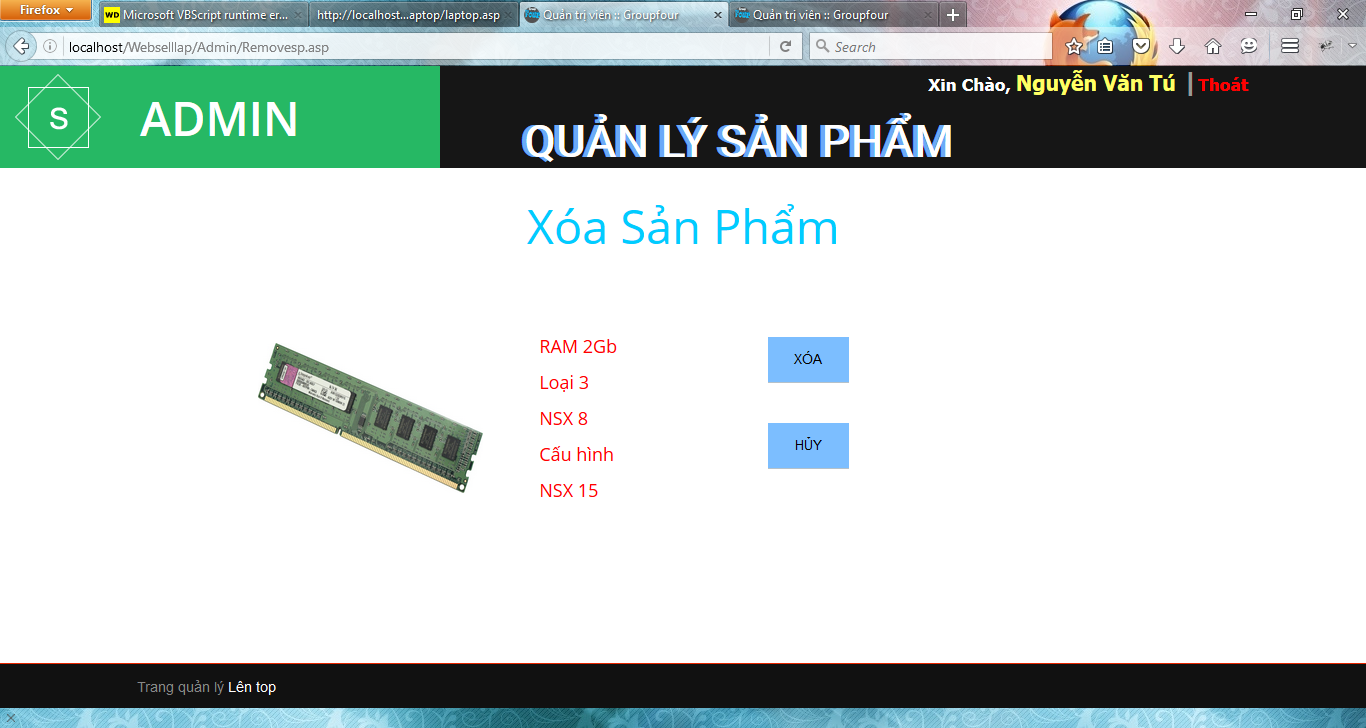 Firefox
Microsoft VBScript runtime er...
http://localhost...aptop/laptop.asp
Quản trị viên :: Groupfour
Quản trị viên :: Groupfour
localhost/Webselllap/Admin/Removesp.asp
Search
S
ADMIN
Xin Chào, Nguyễn Văn Tú | Thoát
QUẢN LÝ SẢN PHẨM
Xóa Sản Phẩm
RAM 2Gb
XÓA
Loại 3
NSX 8
HỦY
Cấu hình
NSX 15
Trang quản lý Lên top